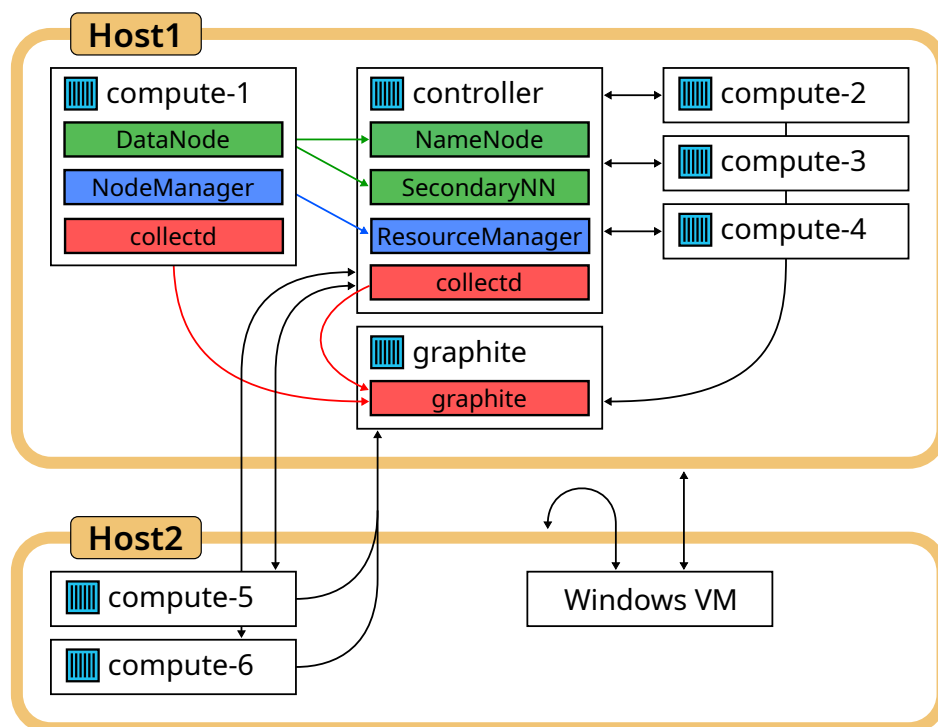 Host1
compute-1
DataNode
NodeManager
collectd
controller
NameNode
SecondaryNN
ResourceManager
collectd
graphite
graphite
compute-2
compute-3
compute-4
Host2
compute-5
compute-6
Windows VM